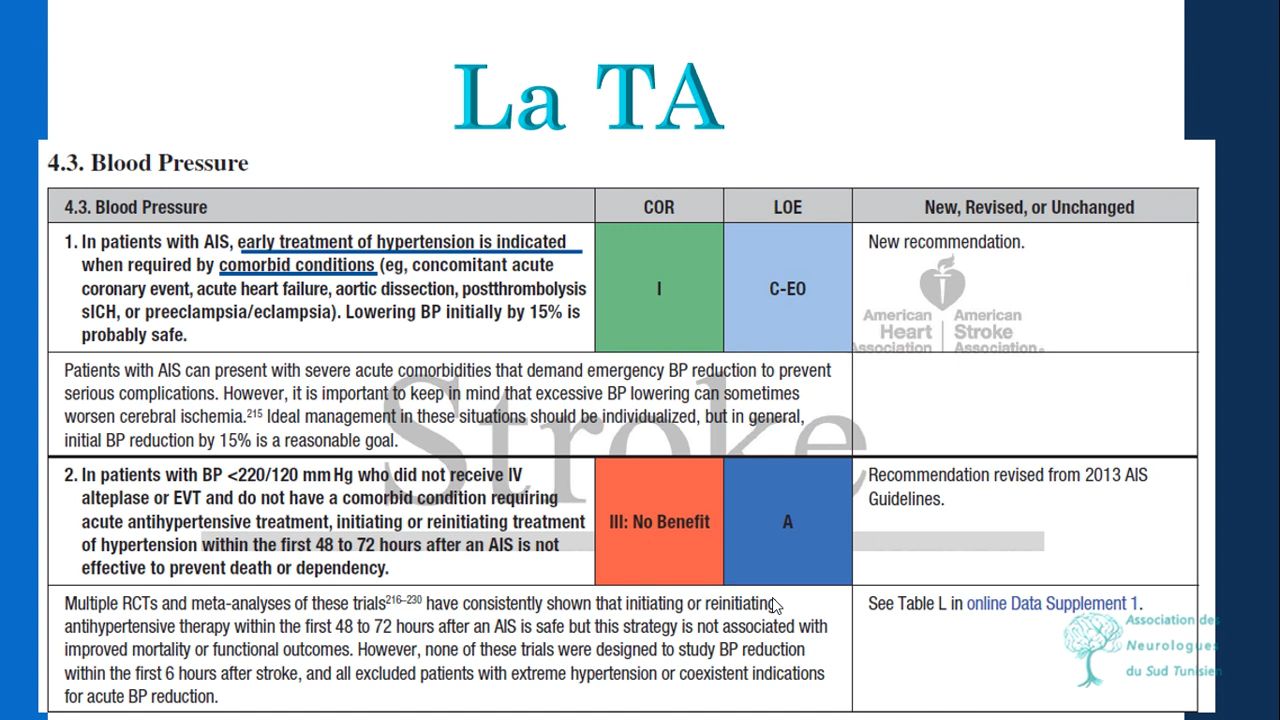 La TA
4.3. Blood Pressure
4.3. Blood Pressure COR LOE New, Revised, or Unchanged
1. In patients with AIS, early treatment of hypertension is indicated
when required by comorbid conditions (eg, concomitant acute
coronary event, acute heart failure, aortic dissection, postthrombolysis
sICH, or preeclampsia/eclampsia). Lowering BP initially by 15% is
probably safe.
I
C-EO
New recommendation.
American
Heart
Association
American
Stroke
Association®
Patients with AIS can present with severe acute comorbidities that demand emergency BP reduction to prevent
serious complications. However, it is important to keep in mind that excessive BP lowering can sometimes
worsen cerebral ischemia.215 Ideal management in these situations should be individualized, but in general,
initial BP reduction by 15% is a reasonable goal.
Stroke
2. In patients with BP <220/120 mm Hg who did not receive IV
alteplase or EVT and do not have a comorbid condition requiring
acute antihypertensive treatment, initiating or reinitiating treatment
of hypertension within the first 48 to 72 hours after an AIS is not
effective to prevent death or dependency.
III: No Benefit
A
Recommendation revised from 2013 AIS
Guidelines.
Multiple RCTs and meta-analyses of these trials216–230 have consistently shown that initiating or reinitiating
antihypertensive therapy within the first 48 to 72 hours after an AIS is safe but this strategy is not associated with
improved mortality or functional outcomes. However, none of these trials were designed to study BP reduction
within the first 6 hours after stroke, and all excluded patients with extreme hypertension or coexistent indications
for acute BP reduction.
See Table L in online Data Supplement 1.
Association des
Neurologues
du Sud Tunisien